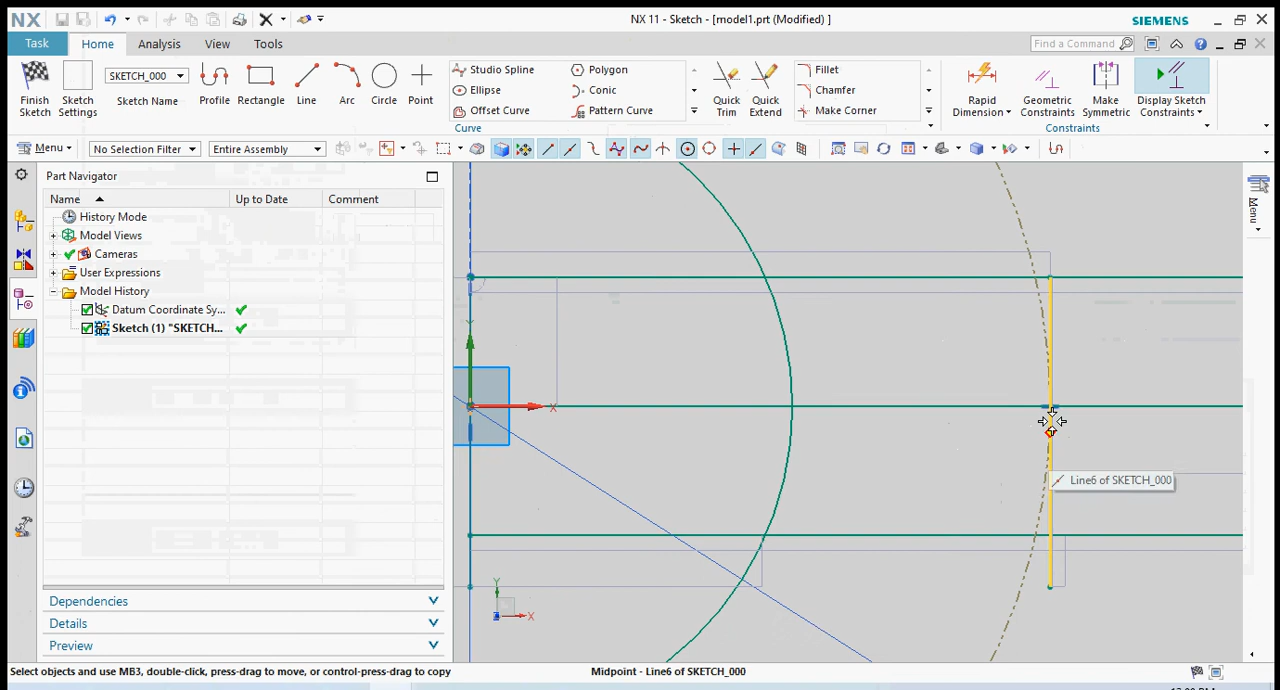 NX
NX 11 - Sketch - [model1.prt (Modified) ]
SIEMENS
Task Home Analysis View Tools
Find a Command
Finish Sketch
Sketch Settings
SKETCH_000
Sketch Name
Profile Rectangle Line Arc Circle Point
Studio Spline Polygon
Ellipse Conic
Offset Curve Pattern Curve
Curve
Quick Trim
Quick Extend
Fillet
Chamfer
Make Corner
Rapid Dimension
Geometric Constraints
Make Symmetric
Display Sketch Constraints
Constraints
Menu
No Selection Filter
Entire Assembly
Part Navigator
Name Up to Date Comment
History Mode
Model Views
Cameras
User Expressions
Model History
Datum Coordinate Sy...
Sketch (1) "SKETCH...
Dependencies
Details
Preview
Menu
Y
X
Line6 of SKETCH_000
Y
X
Select objects and use MB3, double-click, press-drag to move, or control-press-drag to copy
Midpoint - Line6 of SKETCH_000